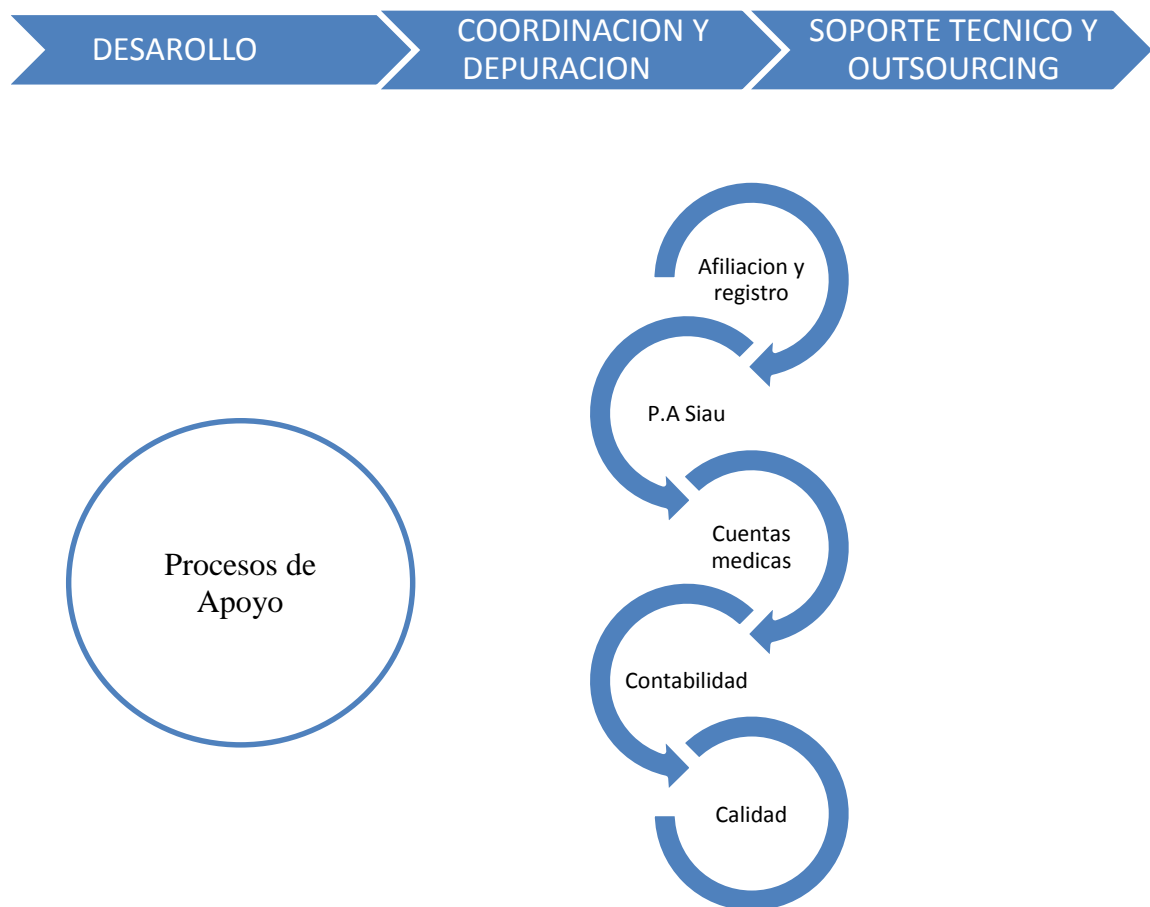 DESAROLLO
COORDINACION Y
DEPURACION
SOPORTE TECNICO Y
OUTSOURCING
Afiliacion y
registro
P.A Siau
Cuentas
medicas
Contabilidad
Calidad
Procesos de
Apoyo